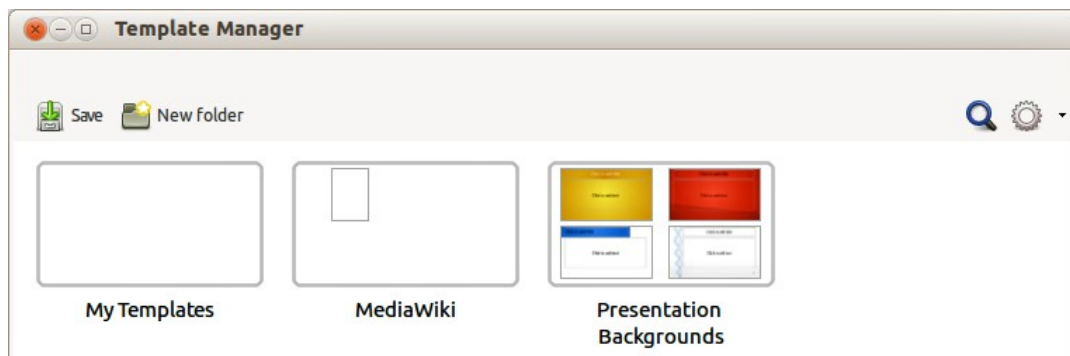 Template Manager
Save New folder
My Templates MediaWiki Presentation
Backgrounds